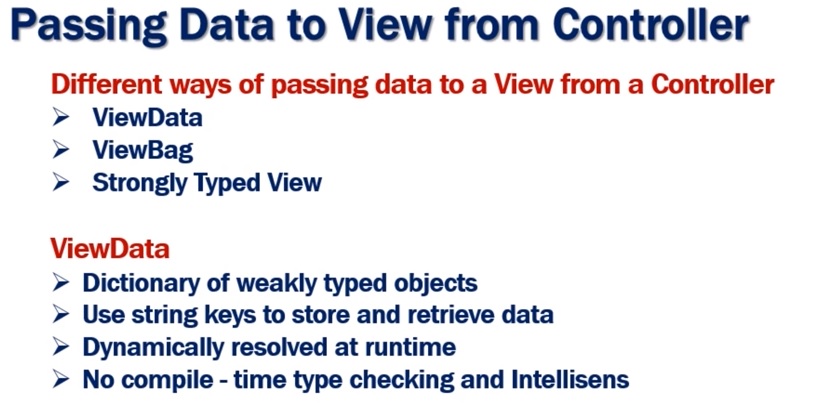 Passing Data to View from Controller
Different ways of passing data to a View from a Controller
➢ ViewData
➢ ViewBag
➢ Strongly Typed View
ViewData
➢ Dictionary of weakly typed objects
➢ Use string keys to store and retrieve data
➢ Dynamically resolved at runtime
➢ No compile - time type checking and Intellisens